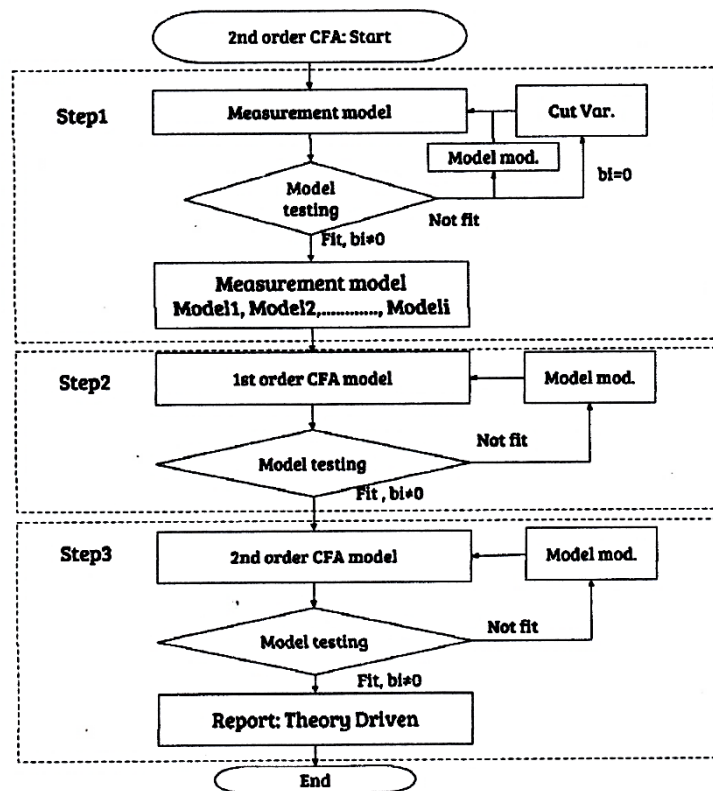 2nd order CFA: Start
Step1
Measurement model
Cut Var.
Model mod.
bi=0
Model
testing
Not fit
Fit, bi≠0
Measurement model
Model1, Model2,............., Modeli
Step2
1st order CFA model
Model mod.
Not fit
Model testing
Fit , bi≠0
Step3
2nd order CFA model
Model mod.
Not fit
Model testing
Fit, bi≠0
Report: Theory Driven
End